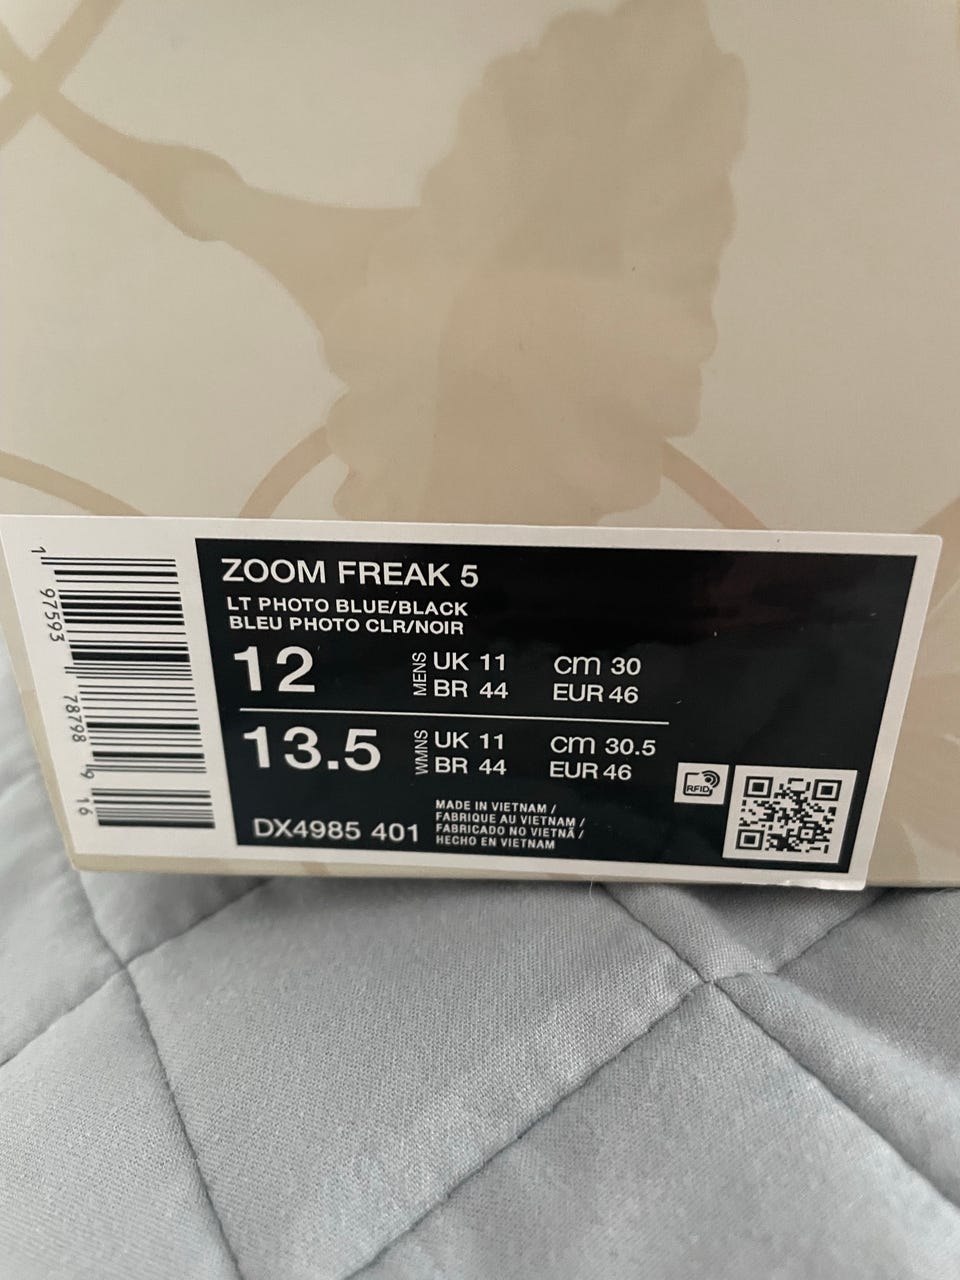 ZOOM FREAK 5
LT PHOTO BLUE/BLACK
BLEU PHOTO CLR/NOIR
12 MENS UK 11 cm 30
BR 44 EUR 46
13.5 WMNS UK 11 cm 30.5
BR 44 EUR 46
DX4985 401
MADE IN VIETNAM /
FABRIQUE AU VIETNAM /
FABRICADO NO VIETNÃ /
HECHO EN VIETNAM
RFID
1 97593 78798 9 16